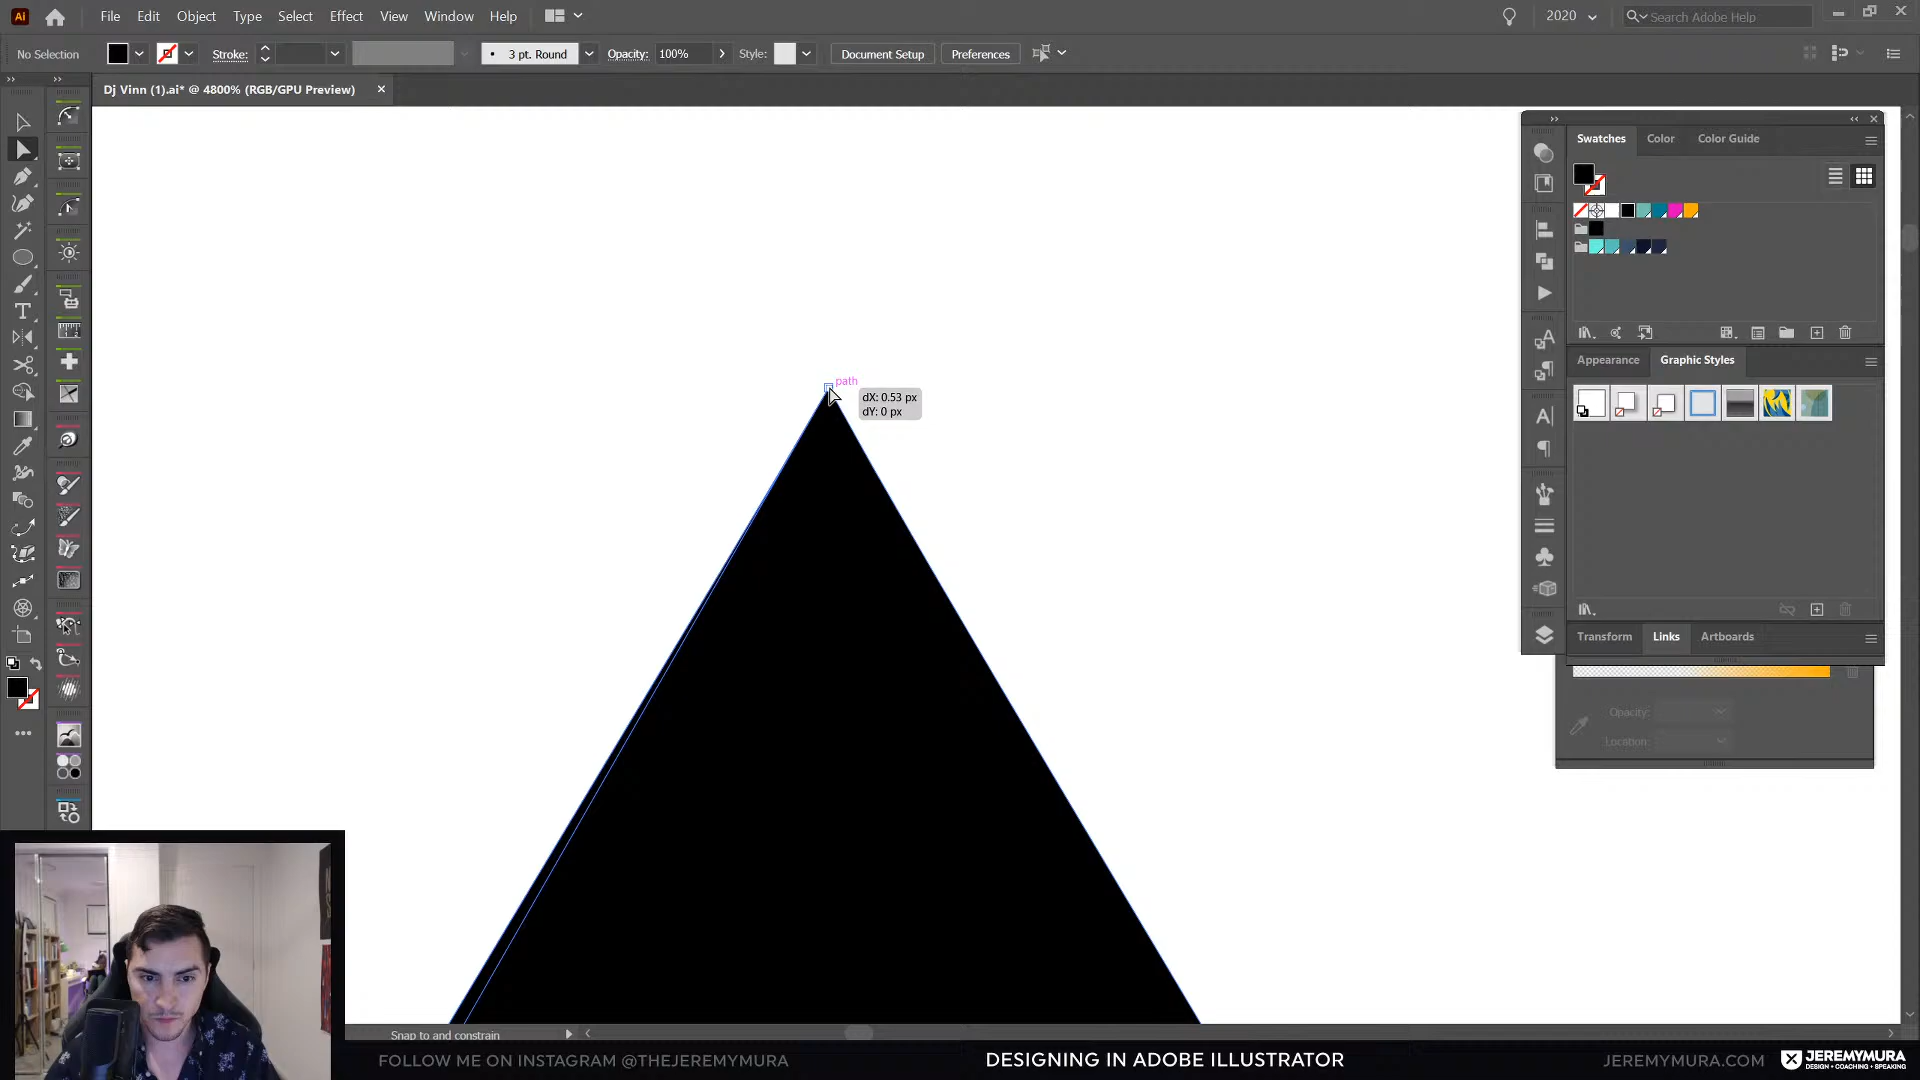 Ai File Edit Object Type Select Effect View Window Help 2020 Search Adobe Help
No Selection Stroke: 3 pt. Round Opacity: 100% Style: Document Setup Preferences
Dj Vinn (1).ai* @ 4800% (RGB/GPU Preview)
Swatches Color Color Guide
Appearance Graphic Styles
path
dX: 0.53 px
dY: 0 px
Transform Links Artboards
Opacity:
Location:
Snap to and constrain
FOLLOW ME ON INSTAGRAM @THEJEREMYMURA DESIGNING IN ADOBE ILLUSTRATOR JEREMYMURA.COM JEREMYMURA
DESIGN + COACHING + SPEAKING